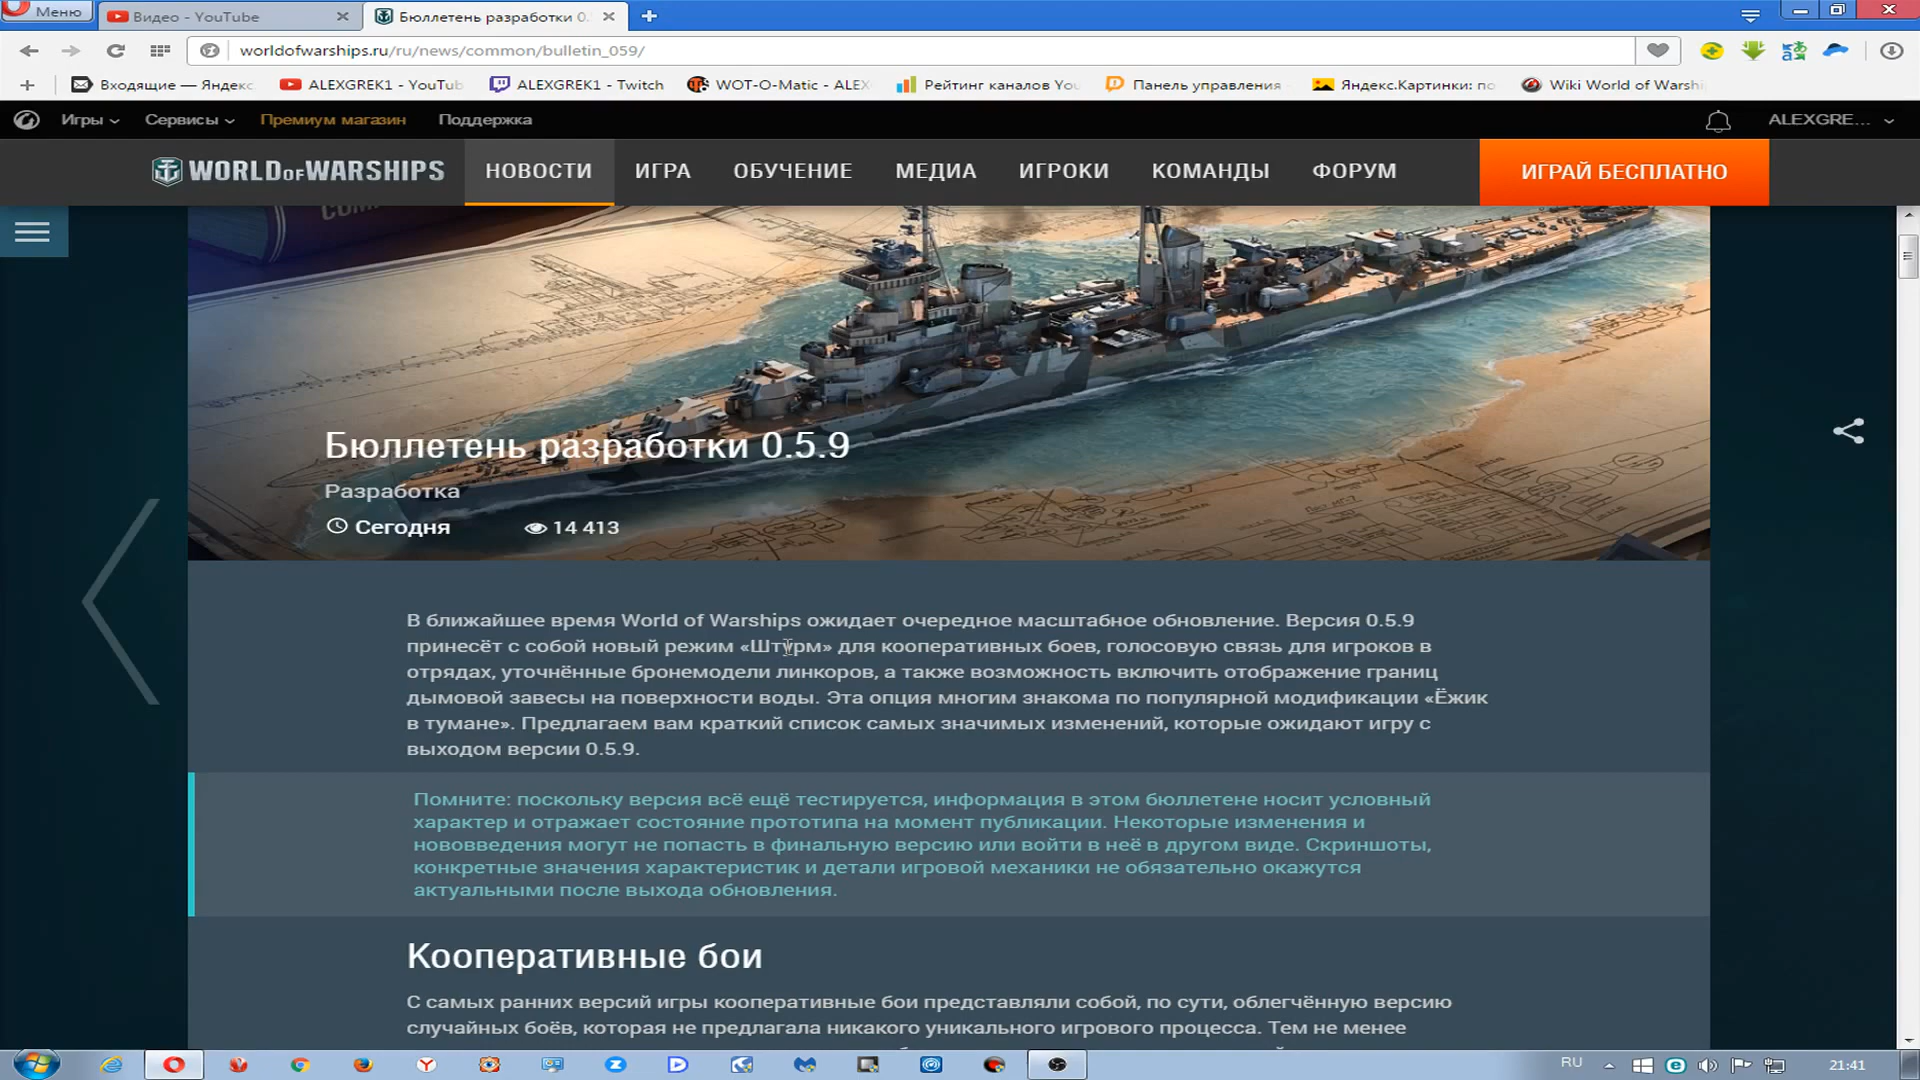 Меню
Видео - YouTube
Бюллетень разработки 0.
worldofwarships.ru/ru/news/common/bulletin_059/
Входящие — Яндекс
ALEXGREK1 - YouTub
ALEXGREK1 - Twitch
WOT-O-Matic - ALEX
Рейтинг каналов You
Панель управления
Яндекс.Картинки: по
Wiki World of Warshi
Игры
Сервисы
Премиум магазин
Поддержка
ALEXGRE...
WORLD OF WARSHIPS
НОВОСТИ
ИГРА
ОБУЧЕНИЕ
МЕДИА
ИГРОКИ
КОМАНДЫ
ФОРУМ
ИГРАЙ БЕСПЛАТНО
Бюллетень разработки 0.5.9
Разработка
Сегодня
14 413
В ближайшее время World of Warships ожидает очередное масштабное обновление. Версия 0.5.9
принесёт с собой новый режим «Штурм» для кооперативных боев, голосовую связь для игроков в
отрядах, уточнённые бронемодели линкоров, а также возможность включить отображение границ
дымовой завесы на поверхности воды. Эта опция многим знакома по популярной модификации «Ёжик
в тумане». Предлагаем вам краткий список самых значимых изменений, которые ожидают игру с
выходом версии 0.5.9.
Помните: поскольку версия всё ещё тестируется, информация в этом бюллетене носит условный
характер и отражает состояние прототипа на момент публикации. Некоторые изменения и
нововведения могут не попасть в финальную версию или войти в неё в другом виде. Скриншоты,
конкретные значения характеристик и детали игровой механики не обязательно окажутся
актуальными после выхода обновления.
Кооперативные бои
С самых ранних версий игры кооперативные бои представляли собой, по сути, облегчённую версию
случайных боёв, которая не предлагала никакого уникального игрового процесса. Тем не менее
RU
21:41